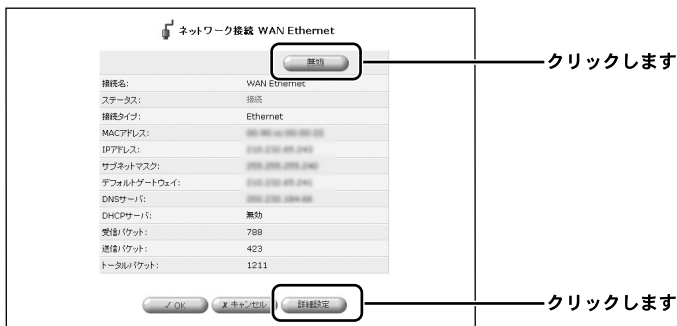 ネットワーク接続 WAN Ethernet
無効
クリックします
接続名: WAN Ethernet
ステータス: 接続
接続タイプ: Ethernet
MACアドレス:
IPアドレス:
サブネットマスク:
デフォルトゲートウェイ:
DNSサーバ:
DHCPサーバ: 無効
受信パケット: 788
送信パケット: 423
トータルパケット: 1211
✓ OK
X キャンセル
詳細設定
クリックします